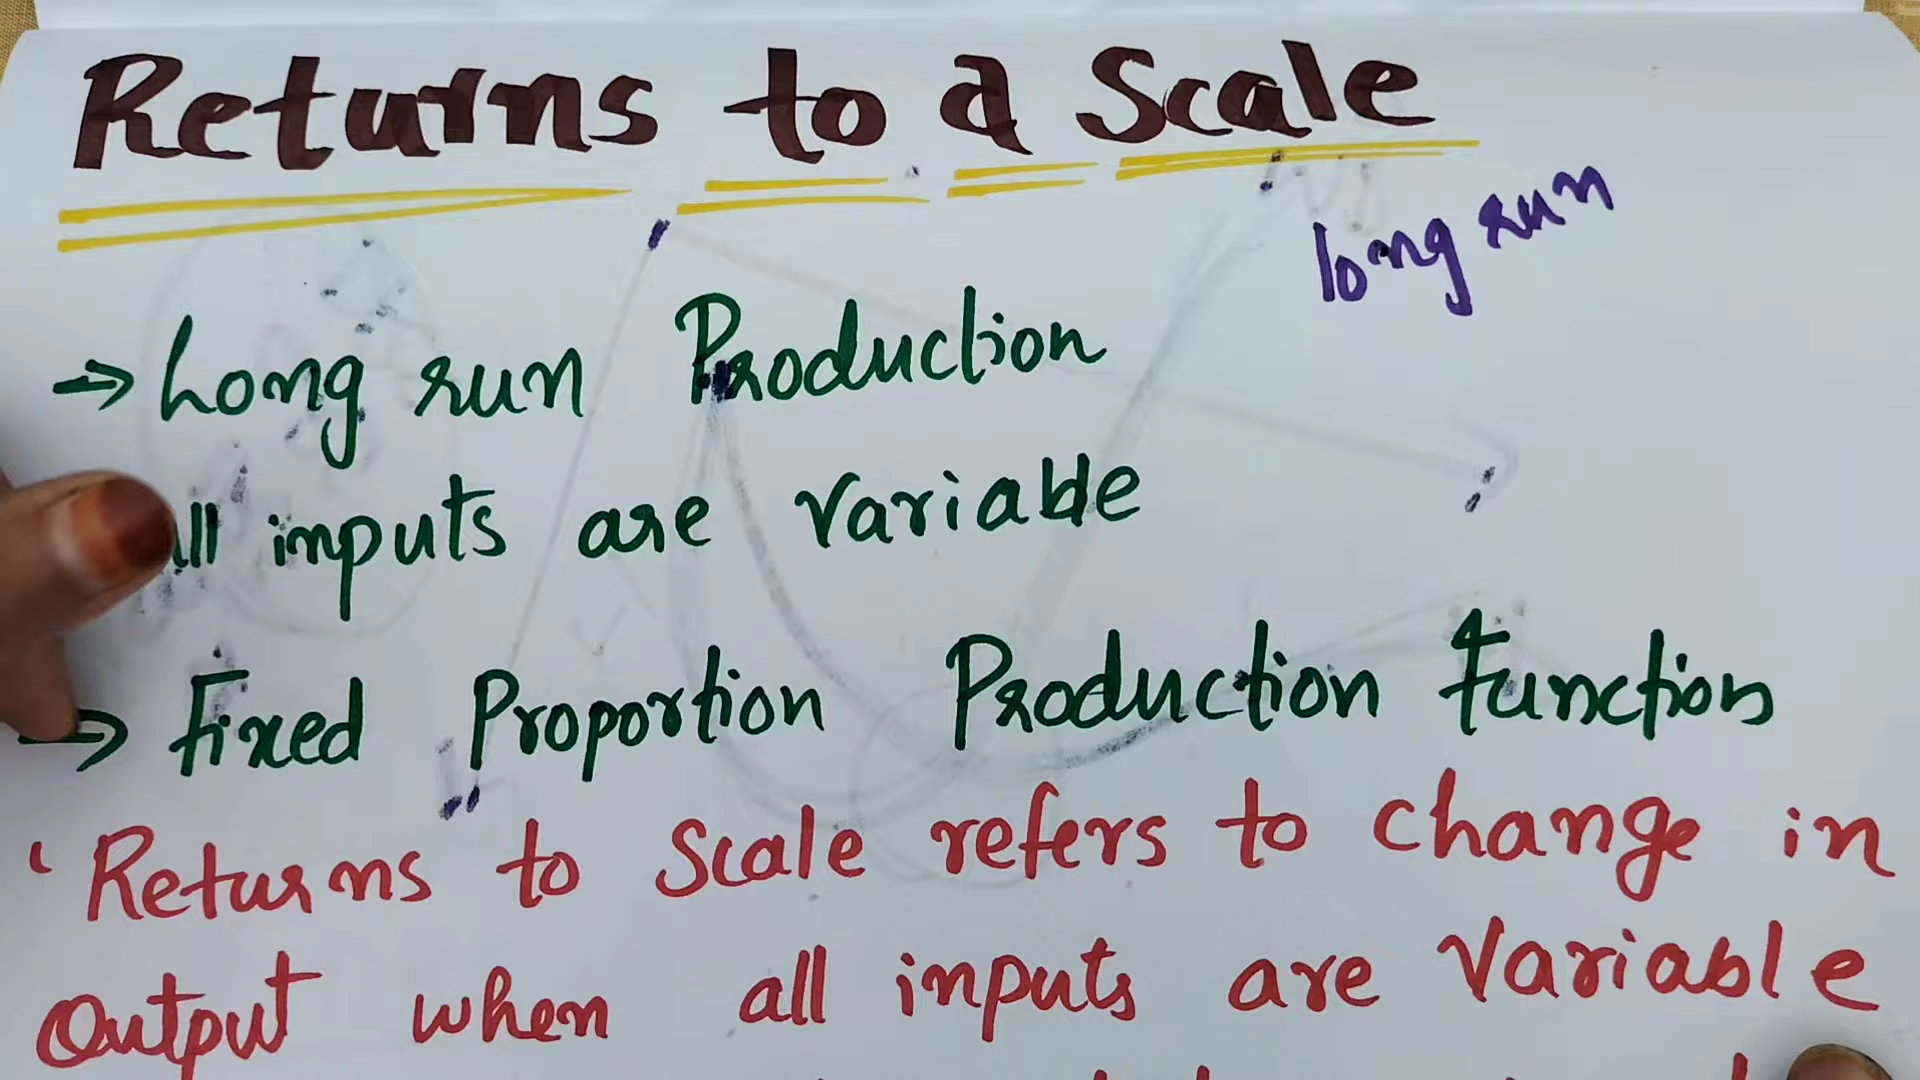 Returns to a Scale
long run
→ Long run Production
All inputs are Variable
→ Fixed Proportion Production function
‘Returns to Scale refers to change in
Output when all inputs are Variable